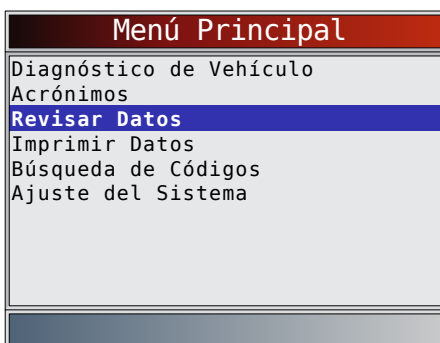 Menú Principal
Diagnóstico de Vehículo
Acrónimos
Revisar Datos
Imprimir Datos
Búsqueda de Códigos
Ajuste del Sistema